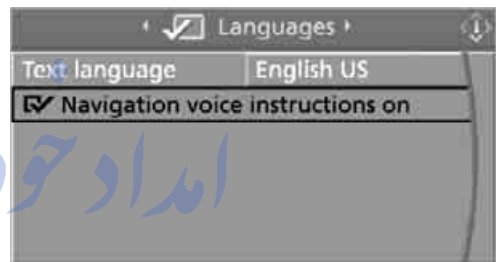 Languages
Text language English US
Navigation voice instructions on
امداد